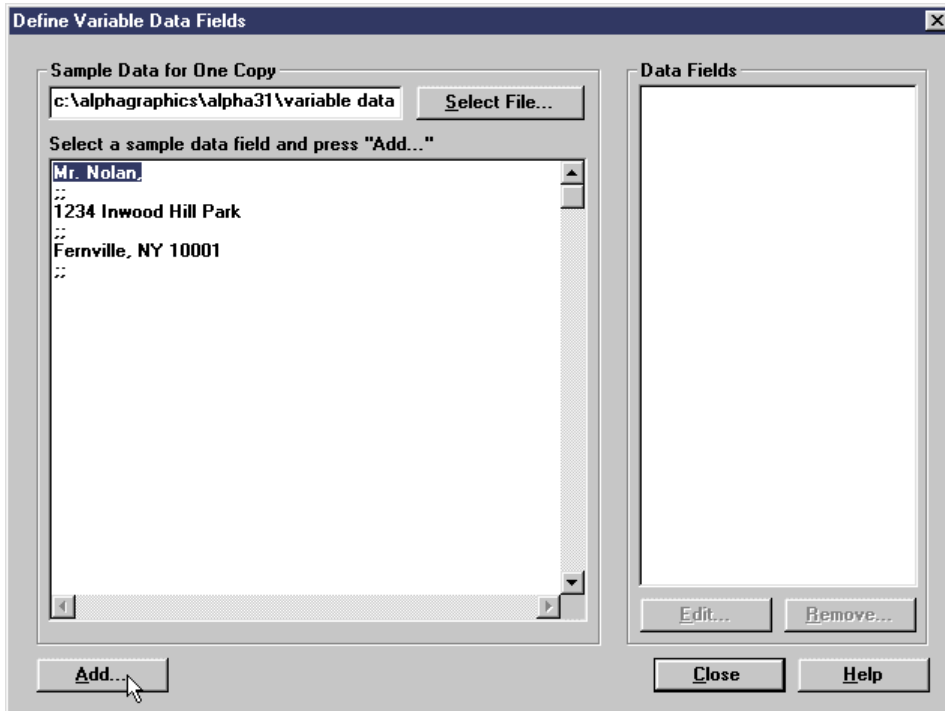 Define Variable Data Fields
Sample Data for One Copy
c:\alphagraphics\alpha31\variable data
Select File...
Select a sample data field and press "Add..."
Mr. Nolan,
;;
1234 Inwood Hill Park
;;
Fernville, NY 10001
;;
Data Fields
Edit...
Remove...
Add...
Close
Help